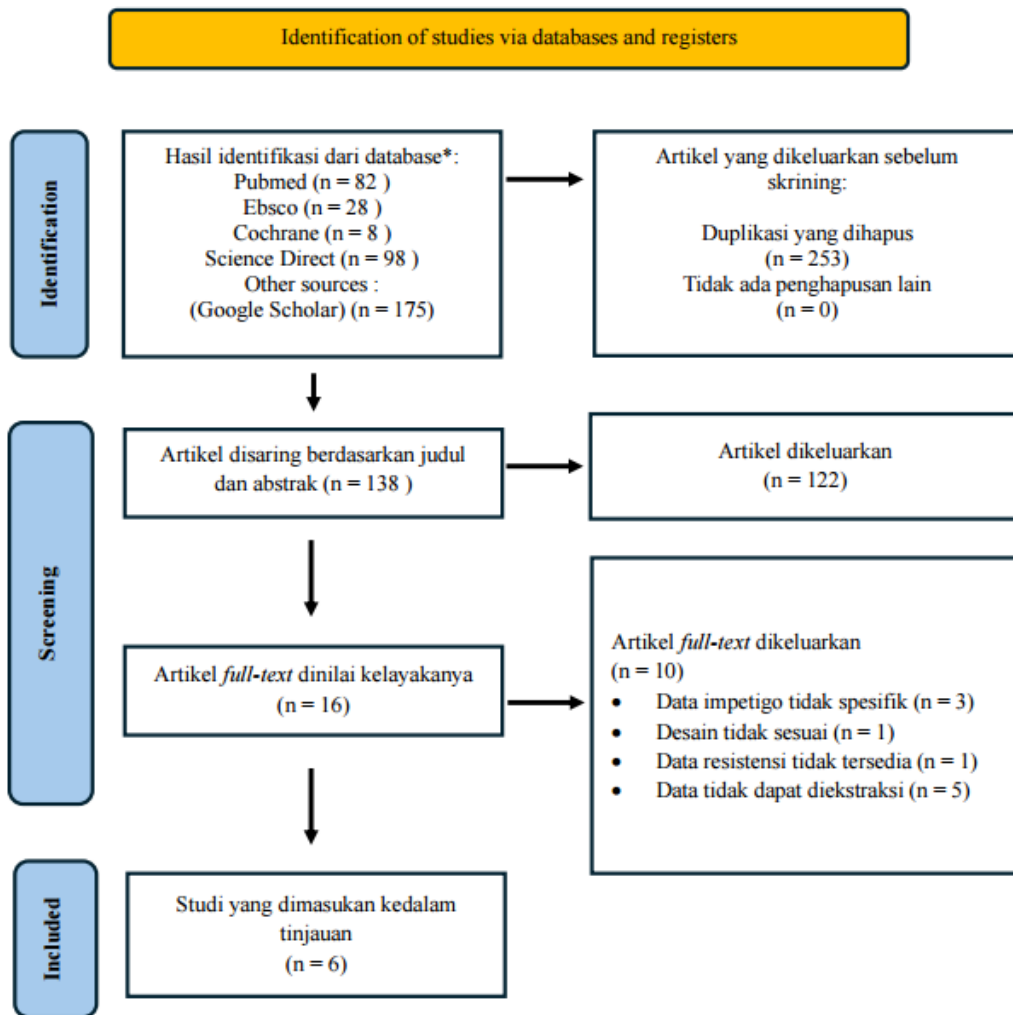 Identification of studies via databases and registers
Identification
Hasil identifikasi dari database*:
Pubmed (n = 82 )
Ebsco (n = 28 )
Cochrane (n = 8 )
Science Direct (n = 98 )
Other sources :
(Google Scholar) (n = 175)
Artikel yang dikeluarkan sebelum
skrining:
Duplikasi yang dihapus
(n = 253)
Tidak ada penghapusan lain
(n = 0)
Screening
Artikel disaring berdasarkan judul
dan abstrak (n = 138 )
Artikel dikeluarkan
(n = 122)
Artikel full-text dinilai kelayakanya
(n = 16)
Artikel full-text dikeluarkan
(n = 10)
• Data impetigo tidak spesifik (n = 3)
• Desain tidak sesuai (n = 1)
• Data resistensi tidak tersedia (n = 1)
• Data tidak dapat diekstraksi (n = 5)
Included
Studi yang dimasukan kedalam
tinjauan
(n = 6)